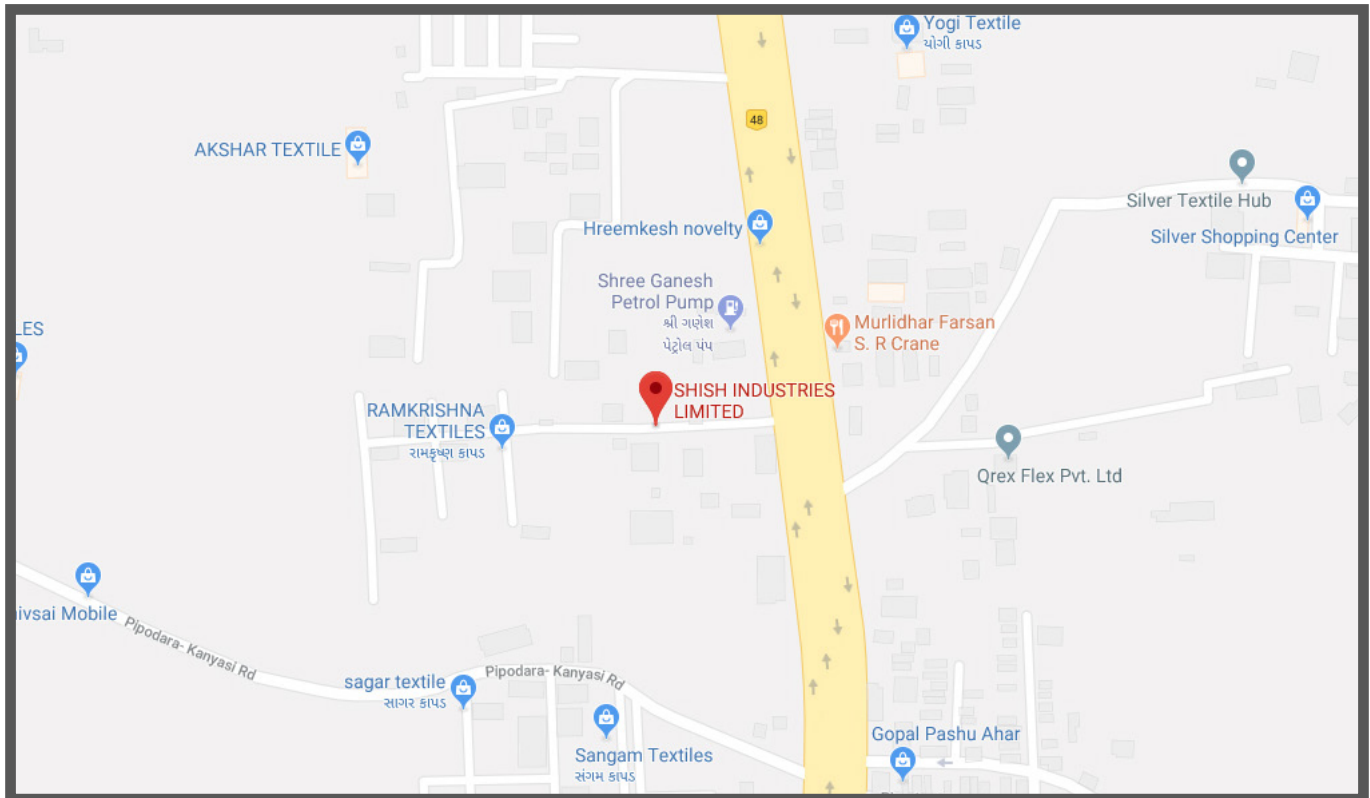 Yogi Textile
યોગી કાપડ
48
AKSHAR TEXTILE
Silver Textile Hub
Silver Shopping Center
Hreemkesh novelty
Shree Ganesh
Petrol Pump
શ્રી ગણેશ
પેટ્રોલ પંપ
LES
Murlidhar Farsan
S. R Crane
SHISH INDUSTRIES
LIMITED
RAMKRISHNA
TEXTILES
રામકૃષ્ણ કાપડ
Qrex Flex Pvt. Ltd
ivsai Mobile
Pipodara- Kanyasi Rd
Pipodara- Kanyasi Rd
sagar textile
સાગર કાપડ
Sangam Textiles
સંગમ કાપડ
Gopal Pashu Ahar